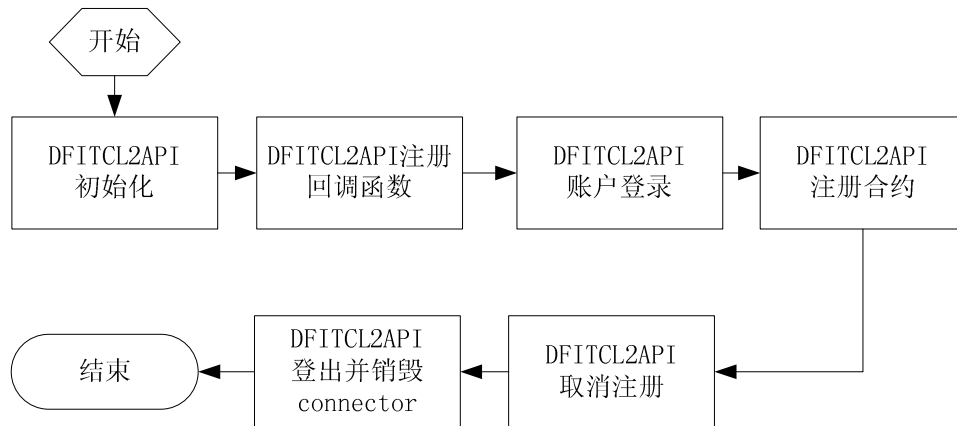 开始
DFITCL2API
初始化
DFITCL2API注册
回调函数
DFITCL2API
账户登录
DFITCL2API
注册合约
DFITCL2API
取消注册
DFITCL2API
登出并销毁
connector
结束